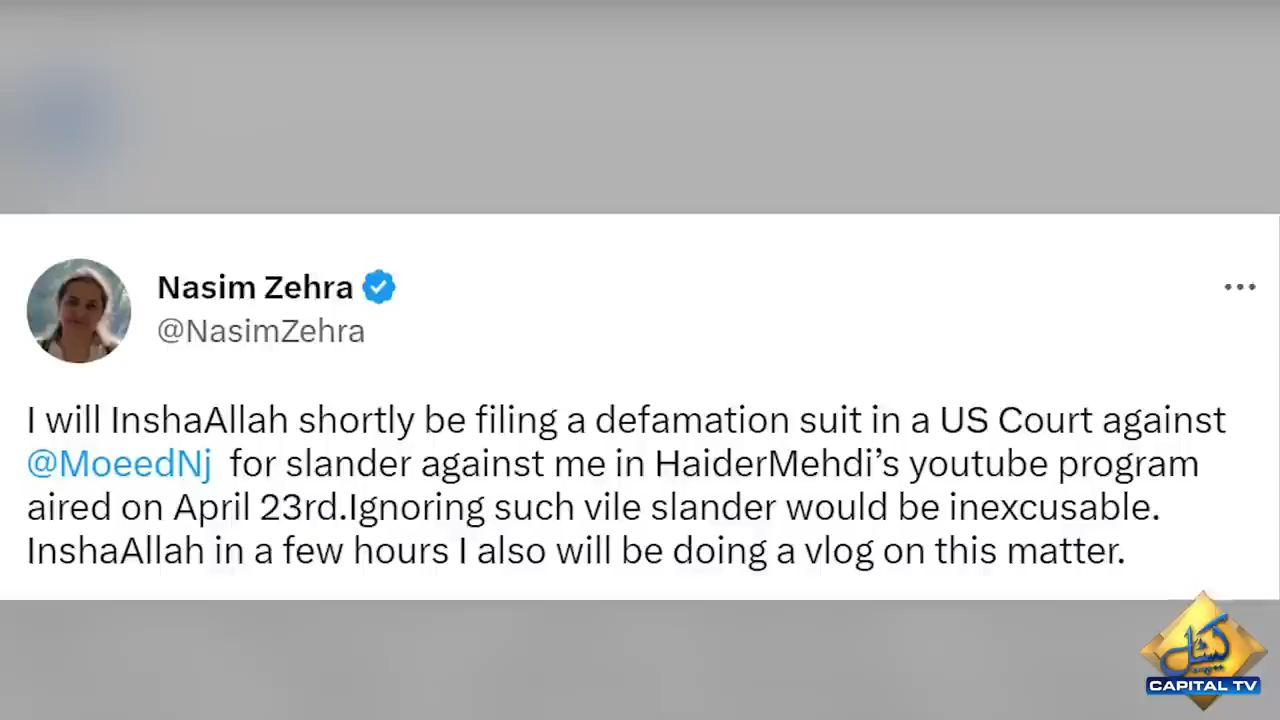 Nasim Zehra
@NasimZehra
I will InshaAllah shortly be filing a defamation suit in a US Court against
@MoeedNj  for slander against me in HaiderMehdi’s youtube program
aired on April 23rd.Ignoring such vile slander would be inexcusable.
InshaAllah in a few hours I also will be doing a vlog on this matter.
کیپیٹل
CAPITAL TV